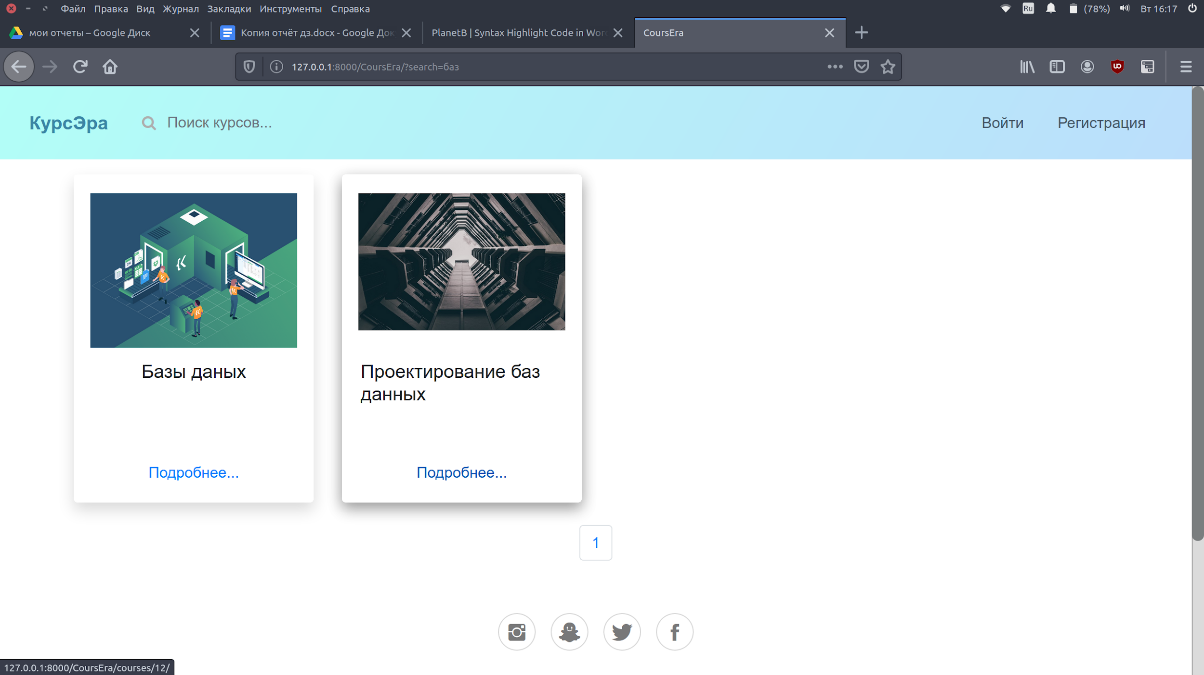 Файл Правка Вид Журнал Закладки Инструменты Справка
Ru (78%) Вт 16:17
мои отчеты – Google Диск
Копия отчёт дз.docx - Google Док
PlanetB | Syntax Highlight Code in Wor
CoursEra
127.0.0.1:8000/CoursEra/?search=баз
КурсЭра
Поиск курсов...
Войти
Регистрация
Базы даных
Проектирование баз
данных
Подробнее...
Подробнее...
1
127.0.0.1:8000/CoursEra/courses/12/